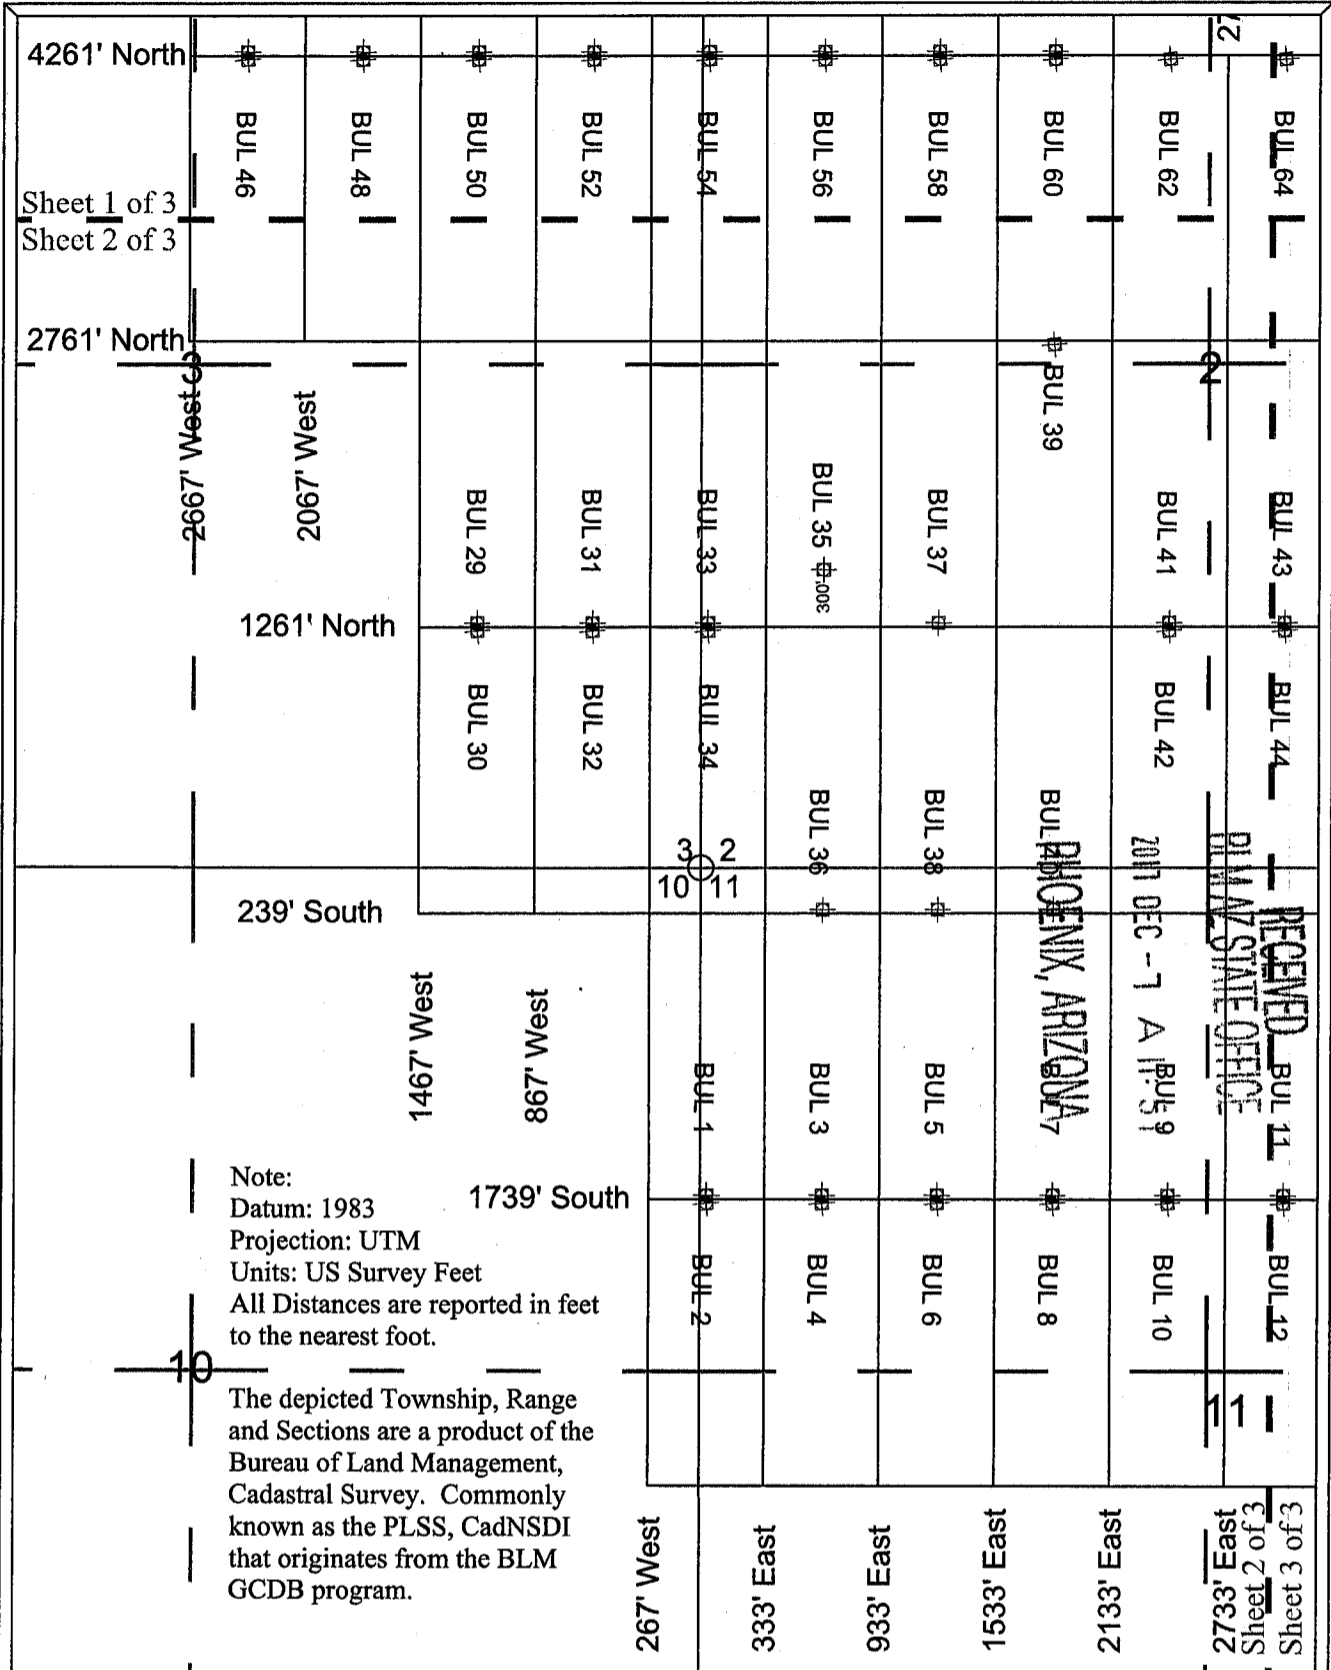 27
4261' North
BUL 46
BUL 48
BUL 50
BUL 52
BUL 54
BUL 56
BUL 58
BUL 60
BUL 62
BUL 64
Sheet 1 of 3
Sheet 2 of 3
2761' North
3
2
2667' West
2067' West
BUL 39
BUL 29
BUL 31
BUL 33
BUL 35
300'
BUL 37
BUL 41
BUL 43
1261' North
BUL 30
BUL 32
BUL 34
BUL 42
BUL 44
BUL 36
BUL 38
BUL 40
3 2
10 11
239' South
RECEIVED
BLM AZ STATE OFFICE
2017 DEC -7 A 11:51
PHOENIX, ARIZONA
1467' West
867' West
BUL 1
BUL 3
BUL 5
BUL 7
BUL 9
BUL 11
1739' South
BUL 2
BUL 4
BUL 6
BUL 8
BUL 10
BUL 12
Note:
Datum: 1983
Projection: UTM
Units: US Survey Feet
All Distances are reported in feet
to the nearest foot.
10
11
The depicted Township, Range
and Sections are a product of the
Bureau of Land Management,
Cadastral Survey. Commonly
known as the PLSS, CadNSDI
that originates from the BLM
GCDB program.
267' West
333' East
933' East
1533' East
2133' East
2733' East
Sheet 2 of 3
Sheet 3 of 3